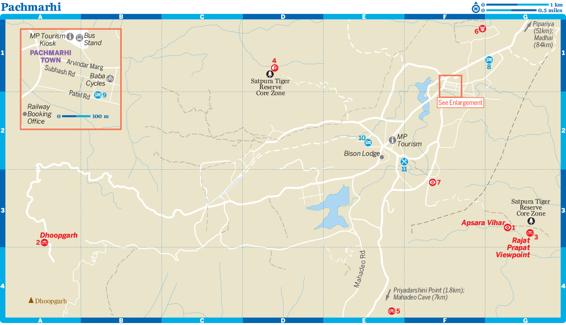 Pachmarhi
0 1 km
0 0.5 miles
A B C D E F G
MP Tourism
Kiosk
Bus
Stand
PACHMARHI
TOWN
Arvindar Marg
Subhash Rd
Baba
Cycles
Patel Rd
9
Railway
Booking
Office
0 100 m
4
Satpura Tiger
Reserve
Core Zone
6
8
Pipariya
(51km);
Madhai
(84km)
See Enlargement
1
1
2
2
10
MP
Tourism
Bison Lodge
11
7
3
3
Satpura Tiger
Reserve
Core Zone
Apsara Vihar
1
3
Rajat
Prapat
Viewpoint
Dhoopgarh
2
Mahadeo Rd
Priyadarshini Point (1.8km);
Mahadeo Cave (7km)
5
Dhoopgarh
4
4
A B C D E F G